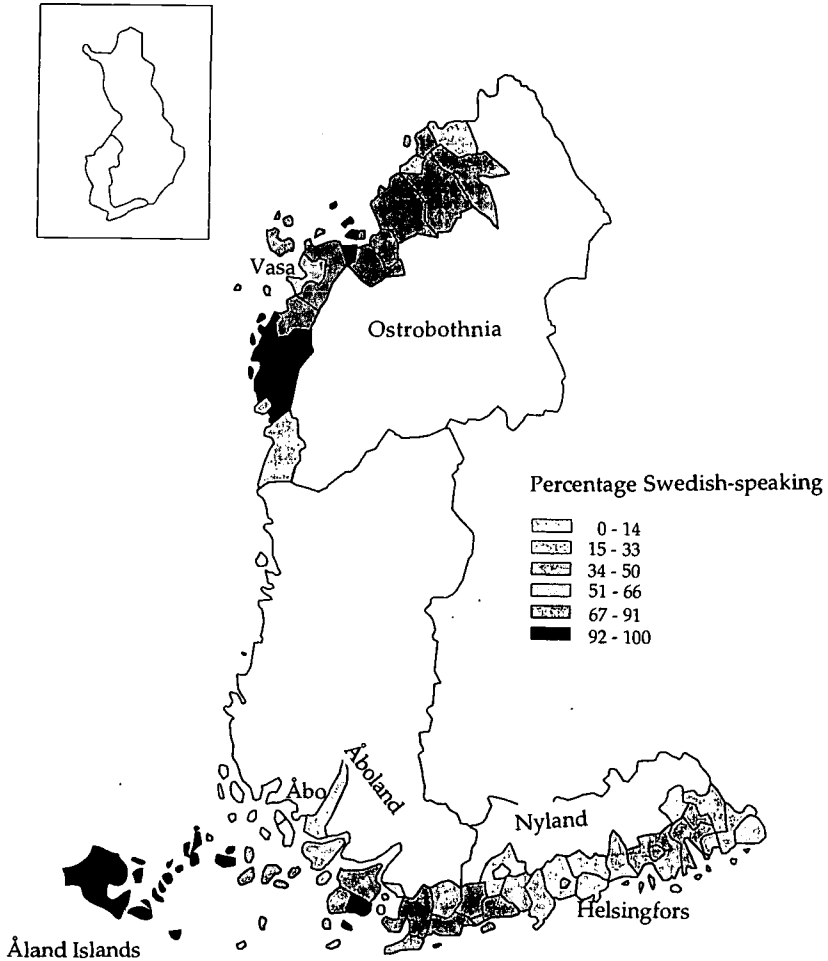 Vasa
Ostrobothnia
Percentage Swedish-speaking
0 - 14
15 - 33
34 - 50
51 - 66
67 - 91
92 - 100
Åbo
Åboland
Nyland
Helsingfors
Åland Islands